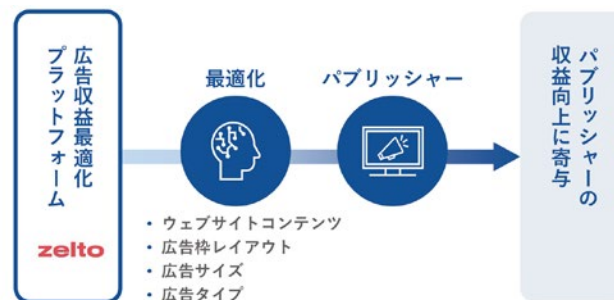 広告収益最適化
プラットフォーム
zelto
最適化
パブリッシャー
・ウェブサイトコンテンツ
・広告枠レイアウト
・広告サイズ
・広告タイプ
パブリッシャーの
収益向上に寄与